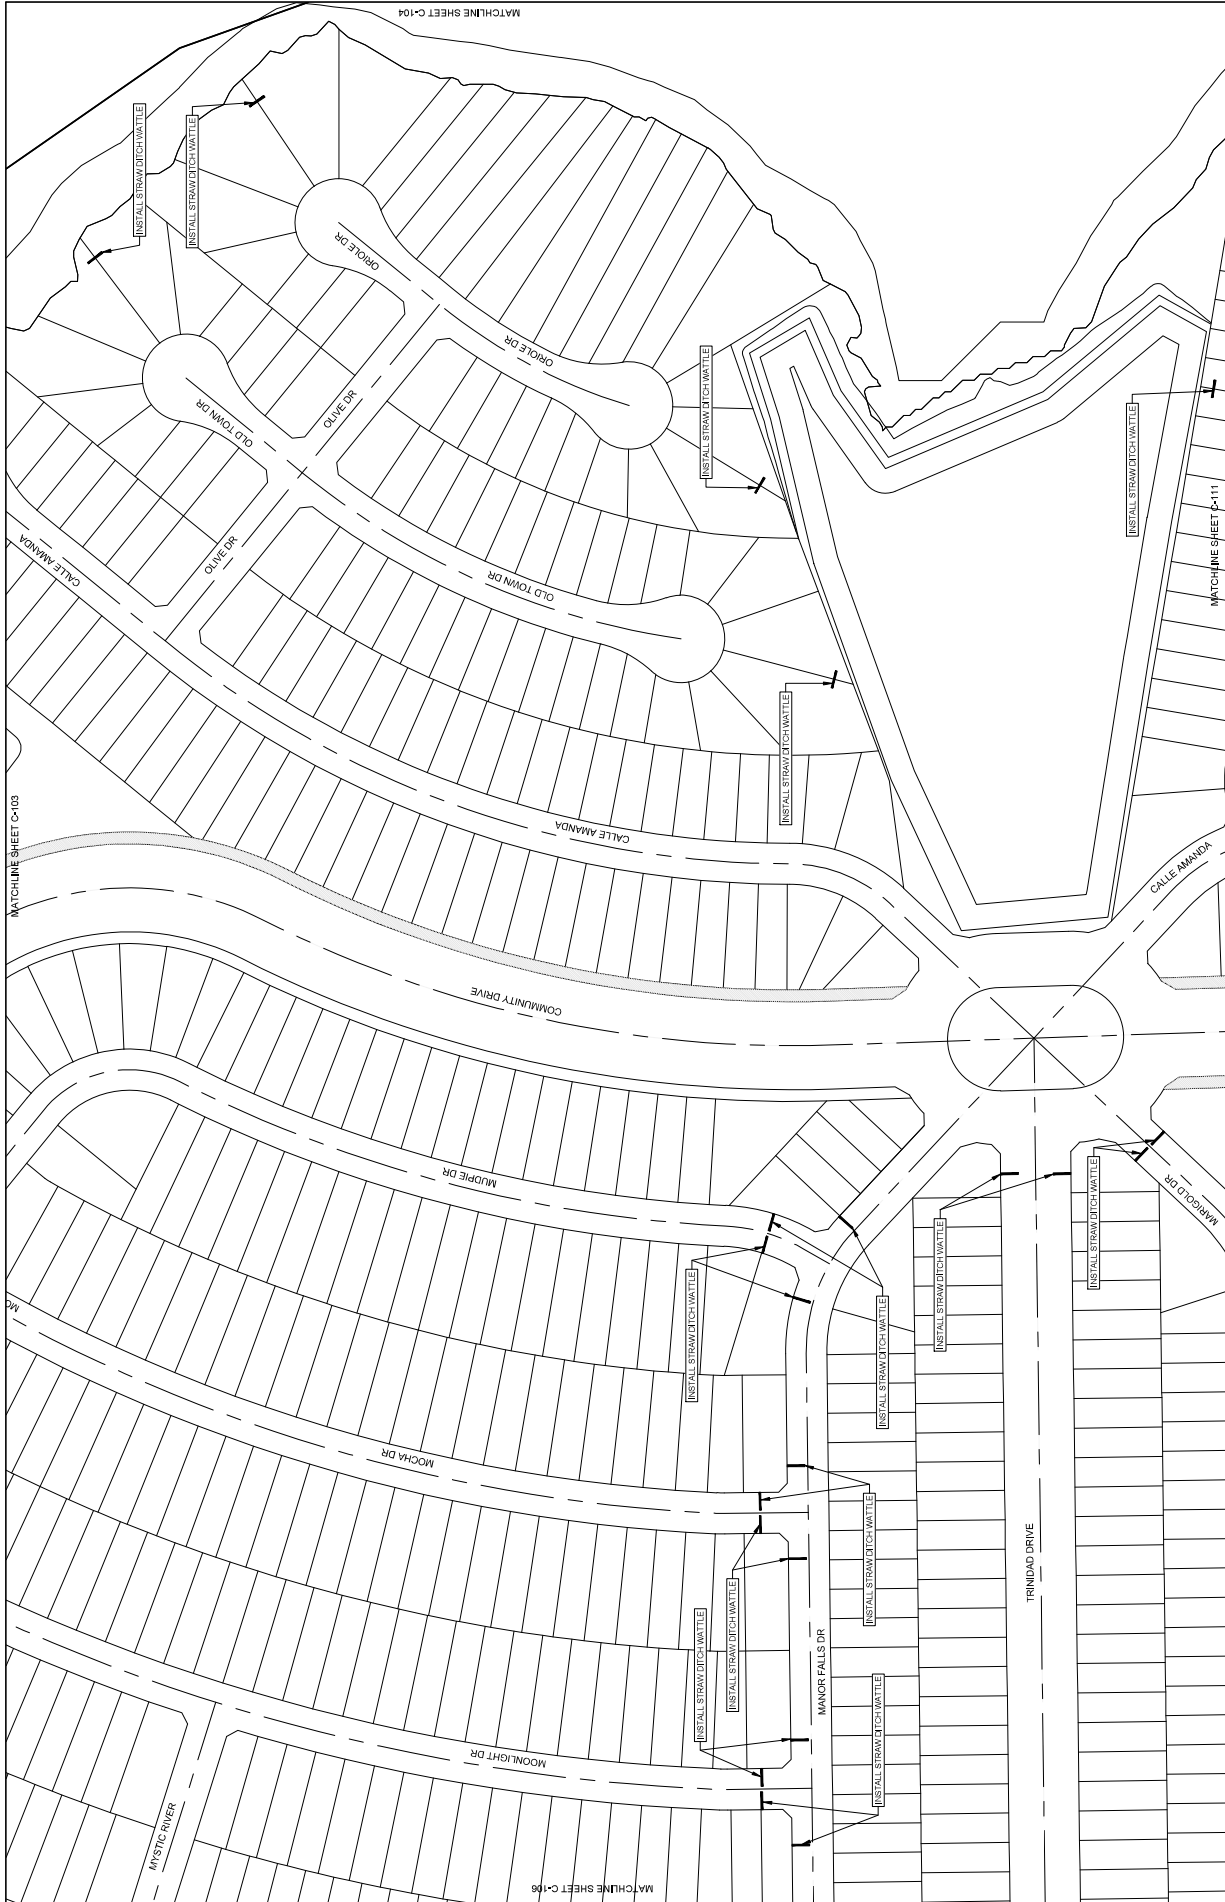 MATCHLINE SHEET C-104
INSTALL STRAW DITCH WATTLE
INSTALL STRAW DITCH WATTLE
ORIOLE DR
ORIOLE DR
OLD TOWN DR
OLIVE DR
INSTALL STRAW DITCH WATTLE
INSTALL STRAW DITCH WATTLE
MATCHLINE SHEET C-111
CALLE AMANDA
OLIVE DR
OLD TOWN DR
INSTALL STRAW DITCH WATTLE
CALLE AMANDA
MATCHLINE SHEET C-103
CALLE AMANDA
COMMUNITY DRIVE
MUDPIE DR
MARIGOLD DR
INSTALL STRAW DITCH WATTLE
INSTALL STRAW DITCH WATTLE
INSTALL STRAW DITCH WATTLE
INSTALL STRAW DITCH WATTLE
MO
MOCHA DR
INSTALL STRAW DITCH WATTLE
INSTALL STRAW DITCH WATTLE
TRINIDAD DRIVE
INSTALL STRAW DITCH WATTLE
MANOR FALLS DR
INSTALL STRAW DITCH WATTLE
MOONLIGHT DR
MYSTIC RIVER
MATCHLINE SHEET C-106